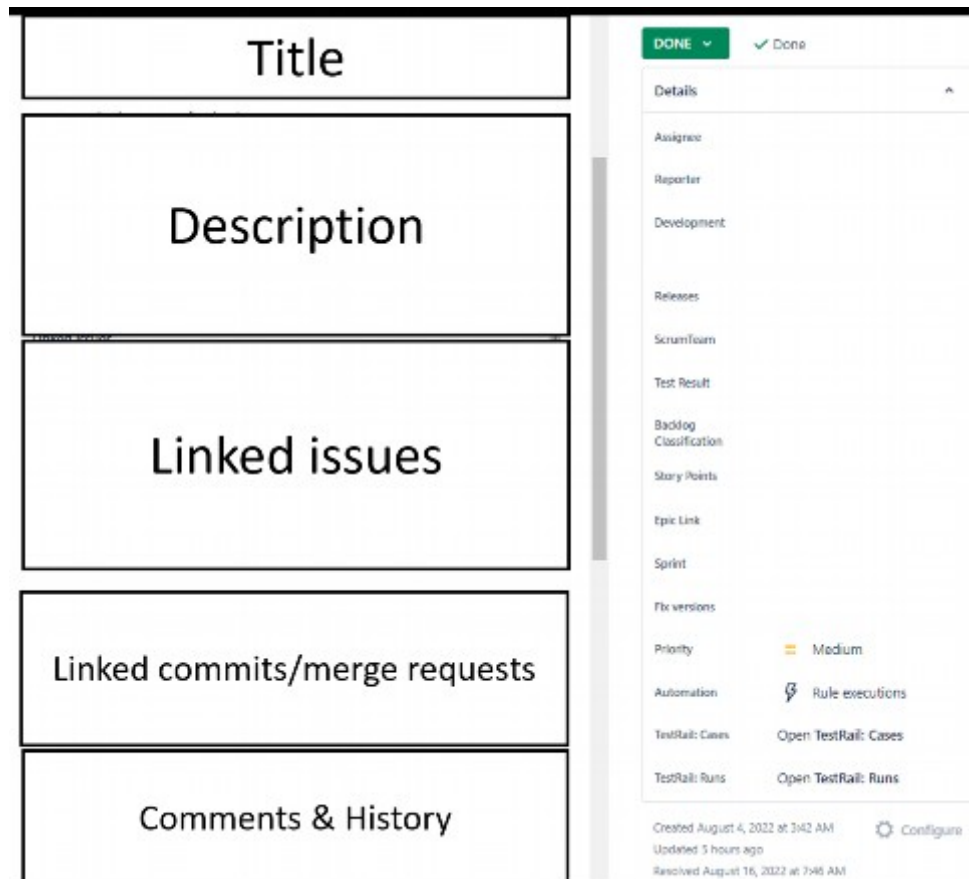 Title
Description
Linked issues
Linked commits/merge requests
Comments & History
DONE
Done
Details
Assignee
Reporter
Development
Releases
ScrumTeam
Test Result
Backlog
Classification
Story Points
Epic Link
Sprint
Fix versions
Priority Medium
Automation Rule executions
TestRail: Cases Open TestRail: Cases
TestRail: Runs Open TestRail: Runs
Created August 4, 2022 at 3:42 AM Configure
Updated 5 hours ago
Resolved August 16, 2022 at 7:46 AM